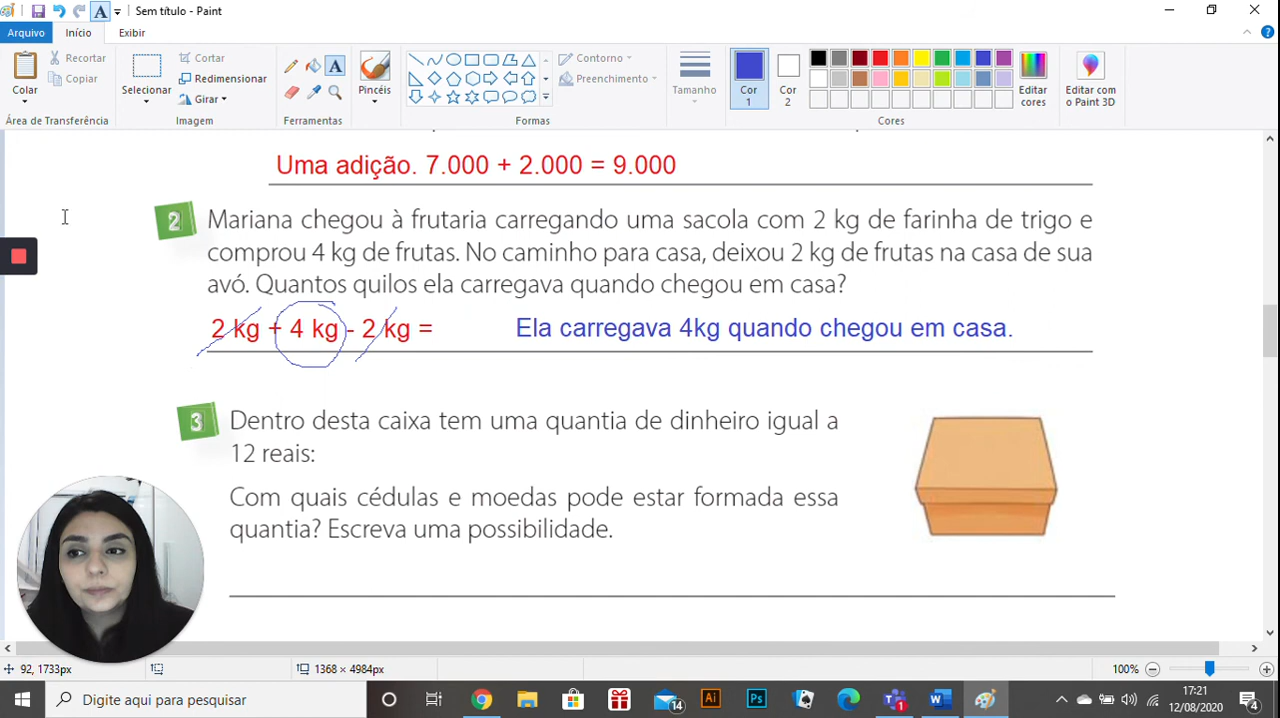 Sem título - Paint
Arquivo Início Exibir
Colar
Recortar
Copiar
Área de Transferência
Selecionar
Cortar
Redimensionar
Girar
Imagem
A
Ferramentas
Pincéis
Contorno
Preenchimento
Formas
Tamanho
Cor
1
Cor
2
Editar
cores
Cores
Editar com
o Paint 3D
Uma adição. 7.000 + 2.000 = 9.000
2 Mariana chegou à frutaria carregando uma sacola com 2 kg de farinha de trigo e
comprou 4 kg de frutas. No caminho para casa, deixou 2 kg de frutas na casa de sua
avó. Quantos quilos ela carregava quando chegou em casa?
2 kg + 4 kg - 2 kg = Ela carregava 4kg quando chegou em casa.
3 Dentro desta caixa tem uma quantia de dinheiro igual a
12 reais:
Com quais cédulas e moedas pode estar formada essa
quantia? Escreva uma possibilidade.
92, 1733px 1368 × 4984px 100%
Digite aqui para pesquisar 14 Ai Ps 1 17:21
12/08/2020 4